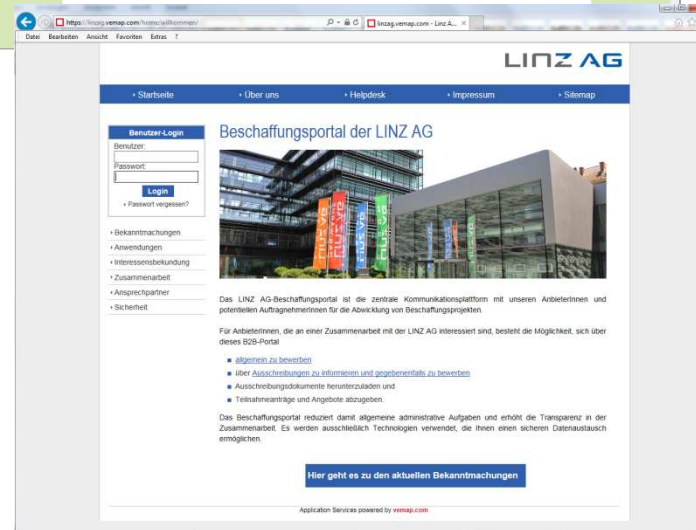 https://linzag.vemap.com/home/willkommen/
linzag.vemap.com - Linz A...
Datei Bearbeiten Ansicht Favoriten Extras ?
LINZ AG
Startseite Über uns Helpdesk Impressum Sitemap
Benutzer-Login
Benutzer:
Passwort:
Login
Passwort vergessen?
Bekanntmachungen
Anwendungen
Interessensbekundung
Zusammenarbeit
Ansprechpartner
Sicherheit
Beschaffungsportal der LINZ AG
LINZ AG
LINZ AG
Das LINZ AG-Beschaffungsportal ist die zentrale Kommunikationsplattform mit unseren AnbieterInnen und
potentiellen AuftragnehmerInnen für die Abwicklung von Beschaffungsprojekten.
Für AnbieterInnen, die an einer Zusammenarbeit mit der LINZ AG interessiert sind, besteht die Möglichkeit, sich über
dieses B2B-Portal
allgemein zu bewerben
über Ausschreibungen zu informieren und gegebenenfalls zu bewerben
Ausschreibungsdokumente herunterzuladen und
Teilnahmeanträge und Angebote abzugeben.
Das Beschaffungsportal reduziert damit allgemeine administrative Aufgaben und erhöht die Transparenz in der
Zusammenarbeit. Es werden ausschließlich Technologien verwendet, die Ihnen einen sicheren Datenaustausch
ermöglichen.
Hier geht es zu den aktuellen Bekanntmachungen
Application Services powered by vemap.com